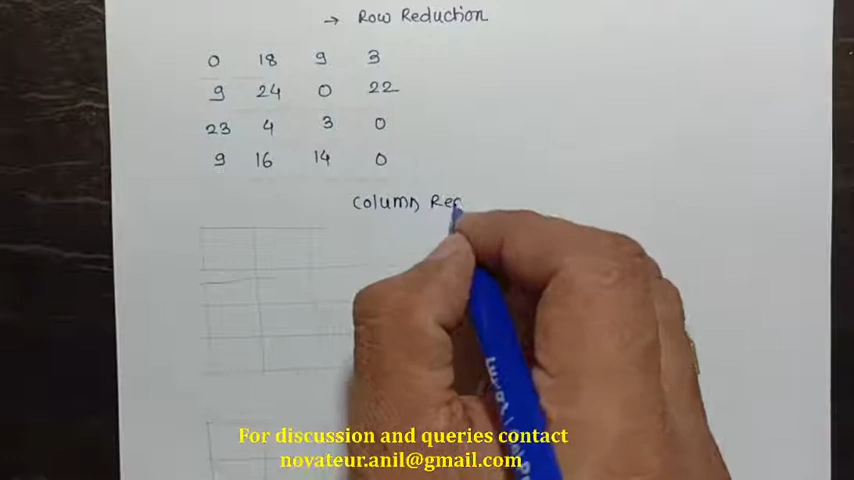 → Row Reduction
0 18 9 3
9 24 0 22
23 4 3 0
9 16 14 0
Column Rec
For discussion and queries contact
novateur.anil@gmail.com